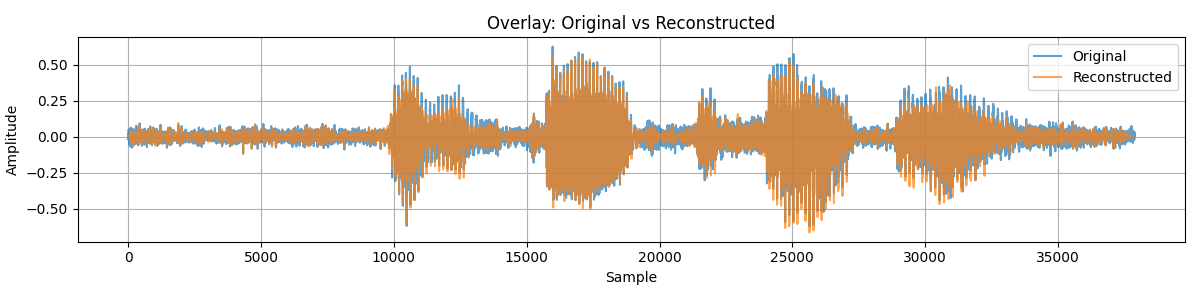 Overlay: Original vs Reconstructed
Original
Reconstructed
Amplitude
0.50
0.25
0.00
−0.25
−0.50
0 5000 10000 15000 20000 25000 30000 35000
Sample